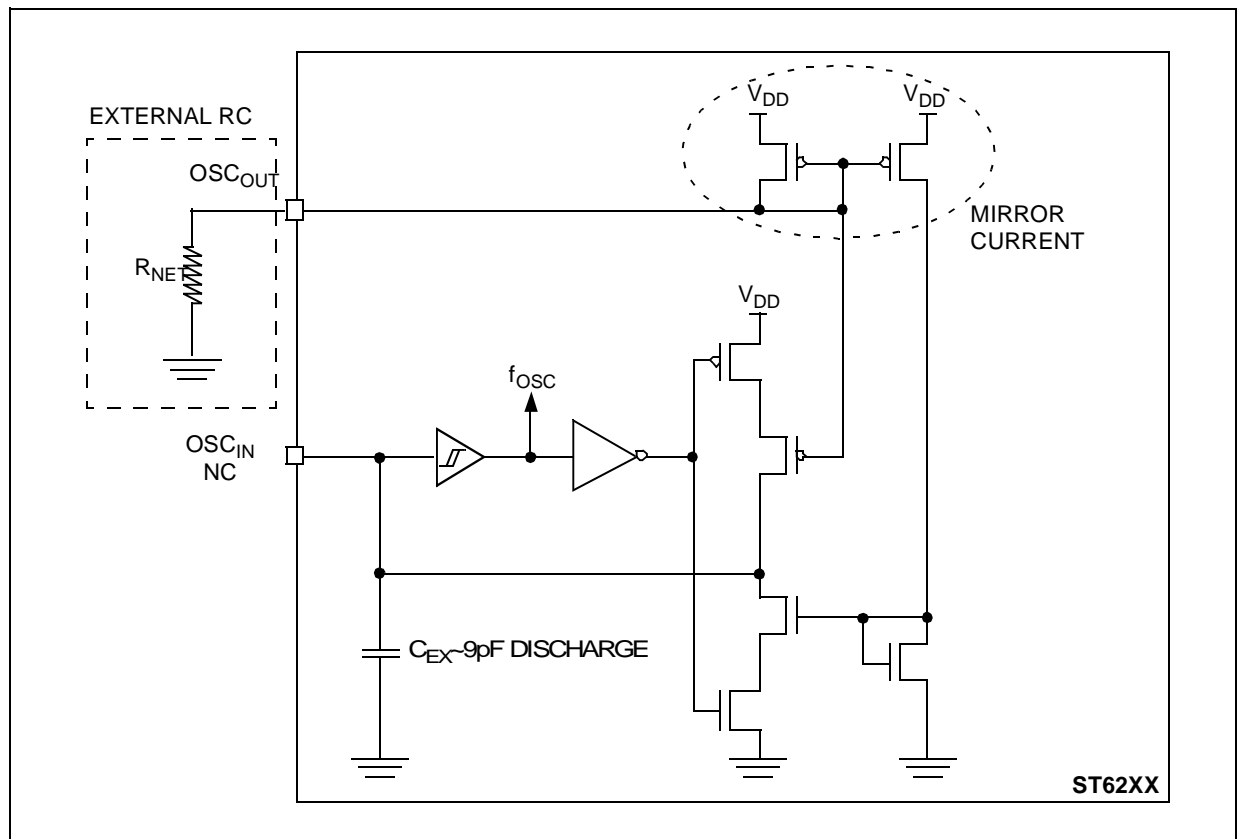 V_DD
V_DD
EXTERNAL RC
OSC_OUT
MIRROR
CURRENT
R_NET
V_DD
f_OSC
OSC_IN
NC
C_EX~9pF DISCHARGE
ST62XX